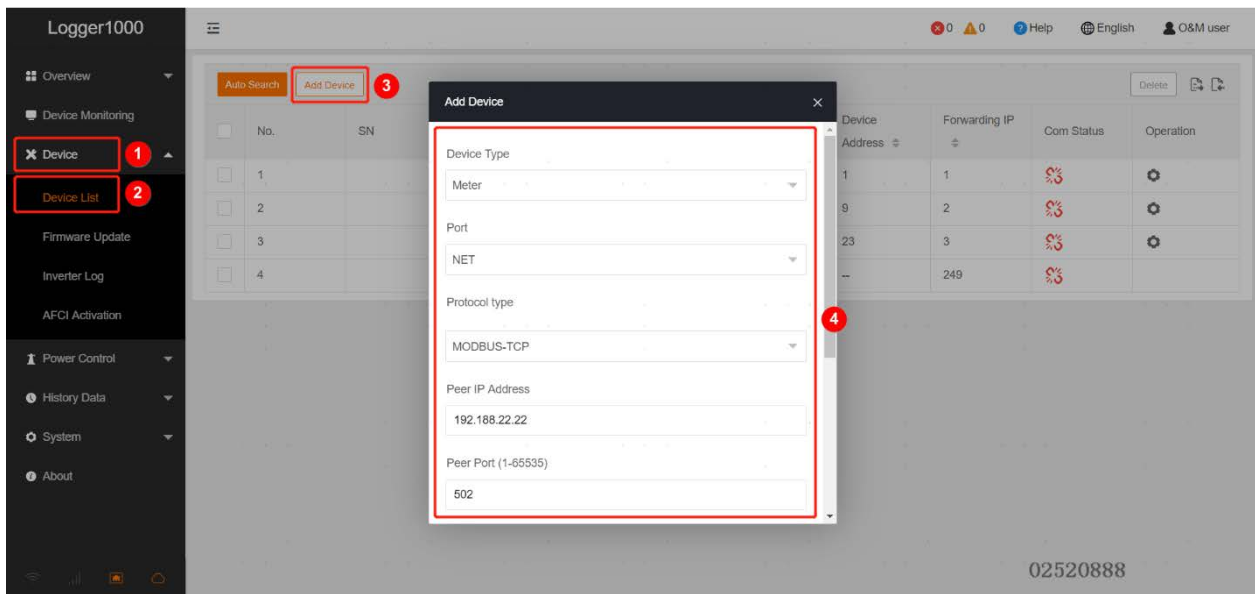 Logger1000
0 0 Help English O&M user
Overview
Device Monitoring
Device 1
Device List 2
Firmware Update
Inverter Log
AFCI Activation
Power Control
History Data
System
About
Auto Search Add Device 3 Delete
No. SN Device Address Forwarding IP Com Status Operation
1 1 1
2 9 2
3 23 3
4 -- 249
Add Device ×
Device Type
Meter
Port
NET
Protocol type
MODBUS-TCP
4
Peer IP Address
192.188.22.22
Peer Port (1-65535)
502
02520888